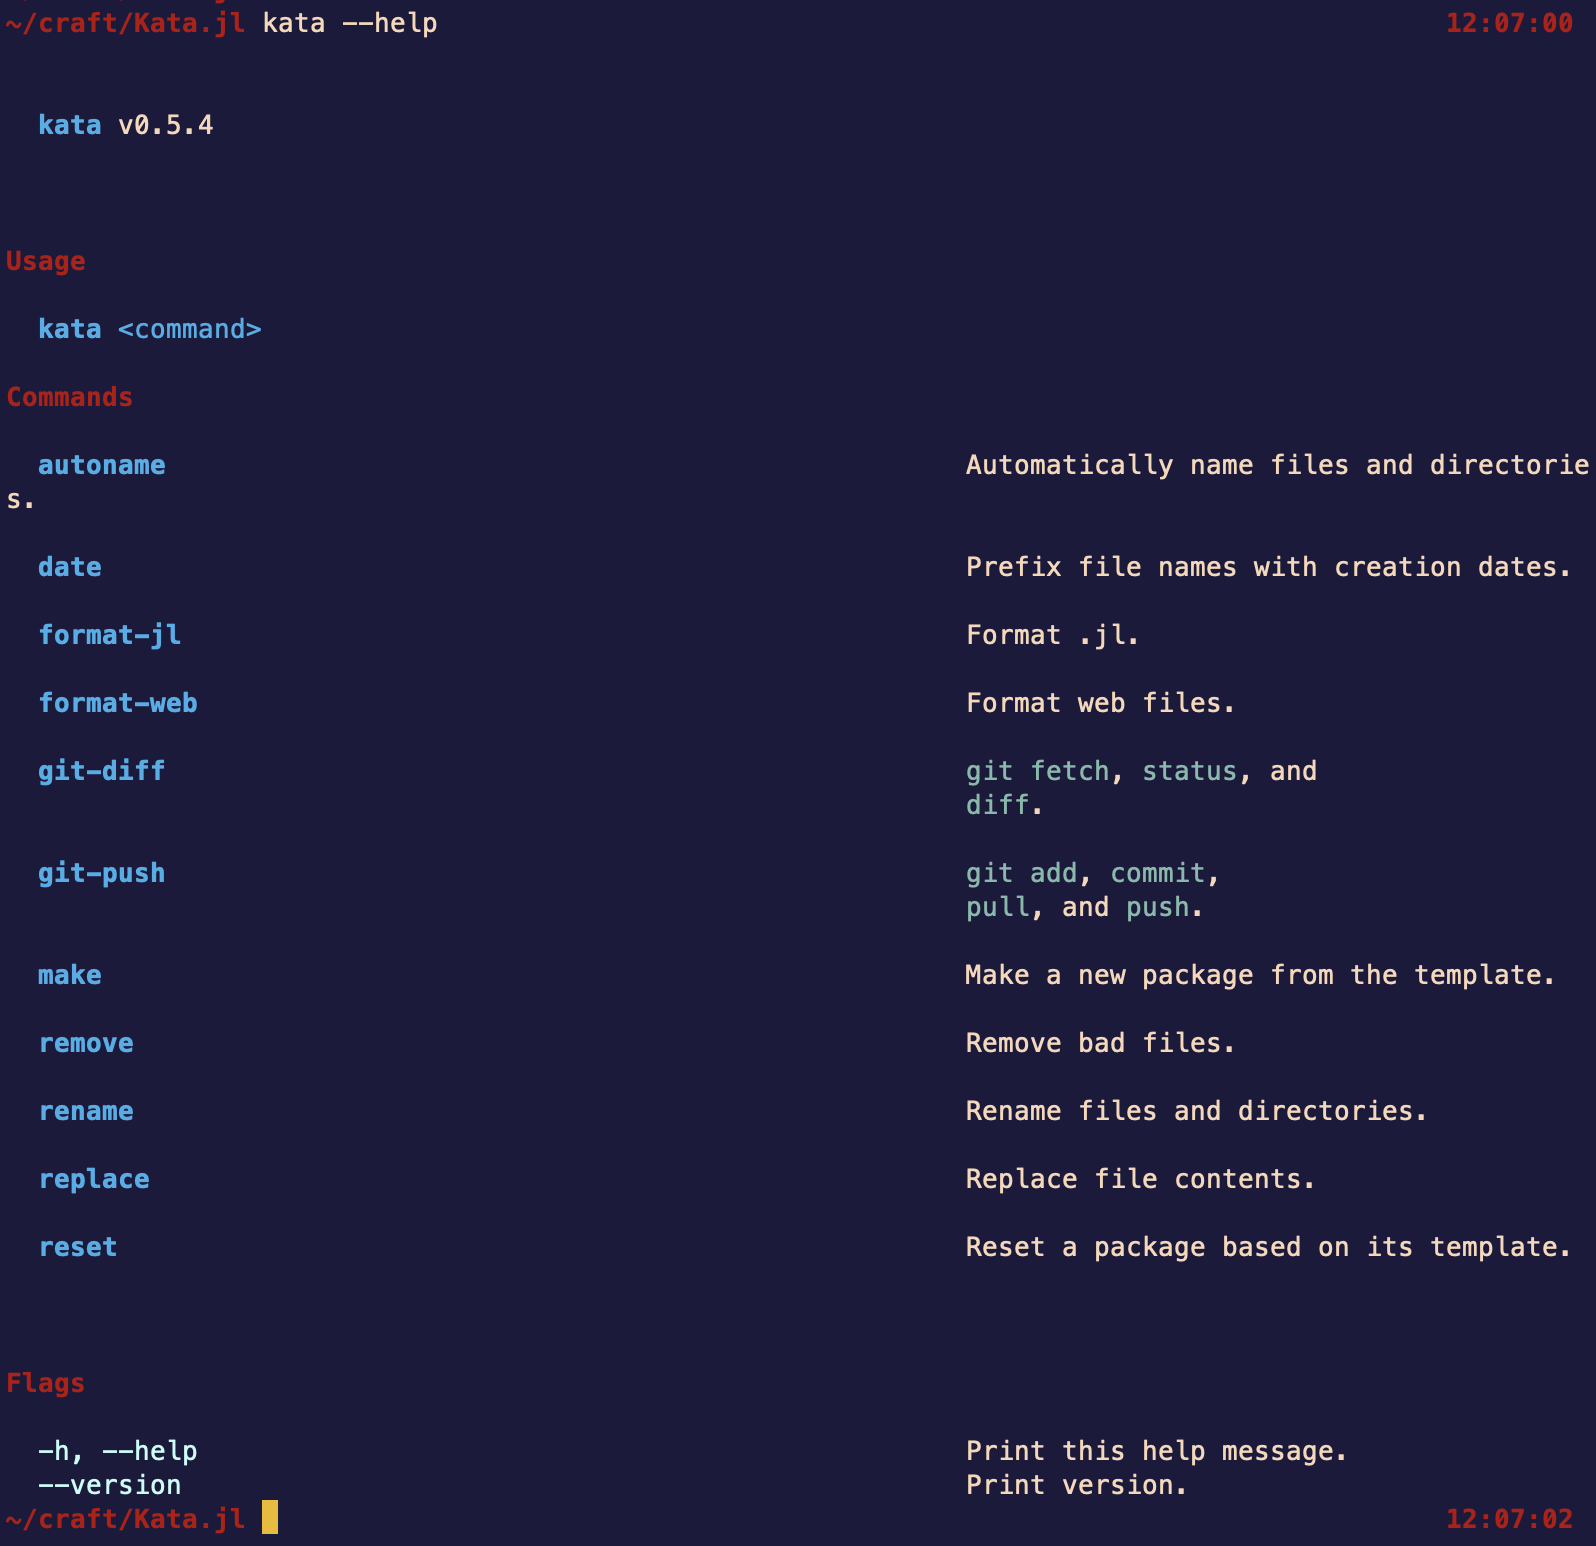 ~/craft/Kata.jl kata --help 12:07:00
kata v0.5.4
Usage
kata <command>
Commands
autoname Automatically name files and directorie
s.
date Prefix file names with creation dates.
format-jl Format .jl.
format-web Format web files.
git-diff git fetch, status, and
diff.
git-push git add, commit,
pull, and push.
make Make a new package from the template.
remove Remove bad files.
rename Rename files and directories.
replace Replace file contents.
reset Reset a package based on its template.
Flags
-h, --help Print this help message.
--version Print version.
~/craft/Kata.jl 12:07:02